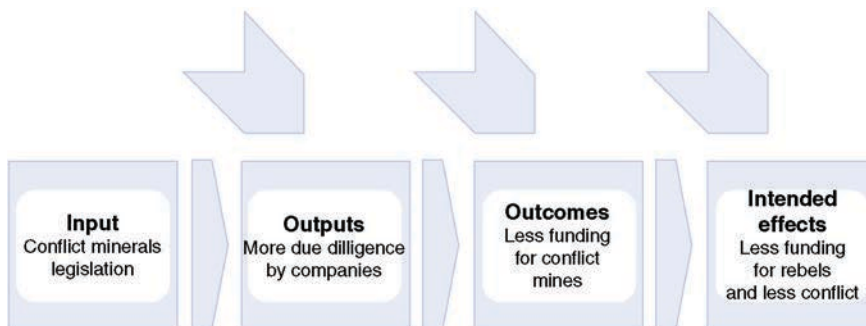 Input
Conflict minerals
legislation
Outputs
More due dilligence
by companies
Outcomes
Less funding
for conflict
mines
Intended
effects
Less funding
for rebels
and less conflict